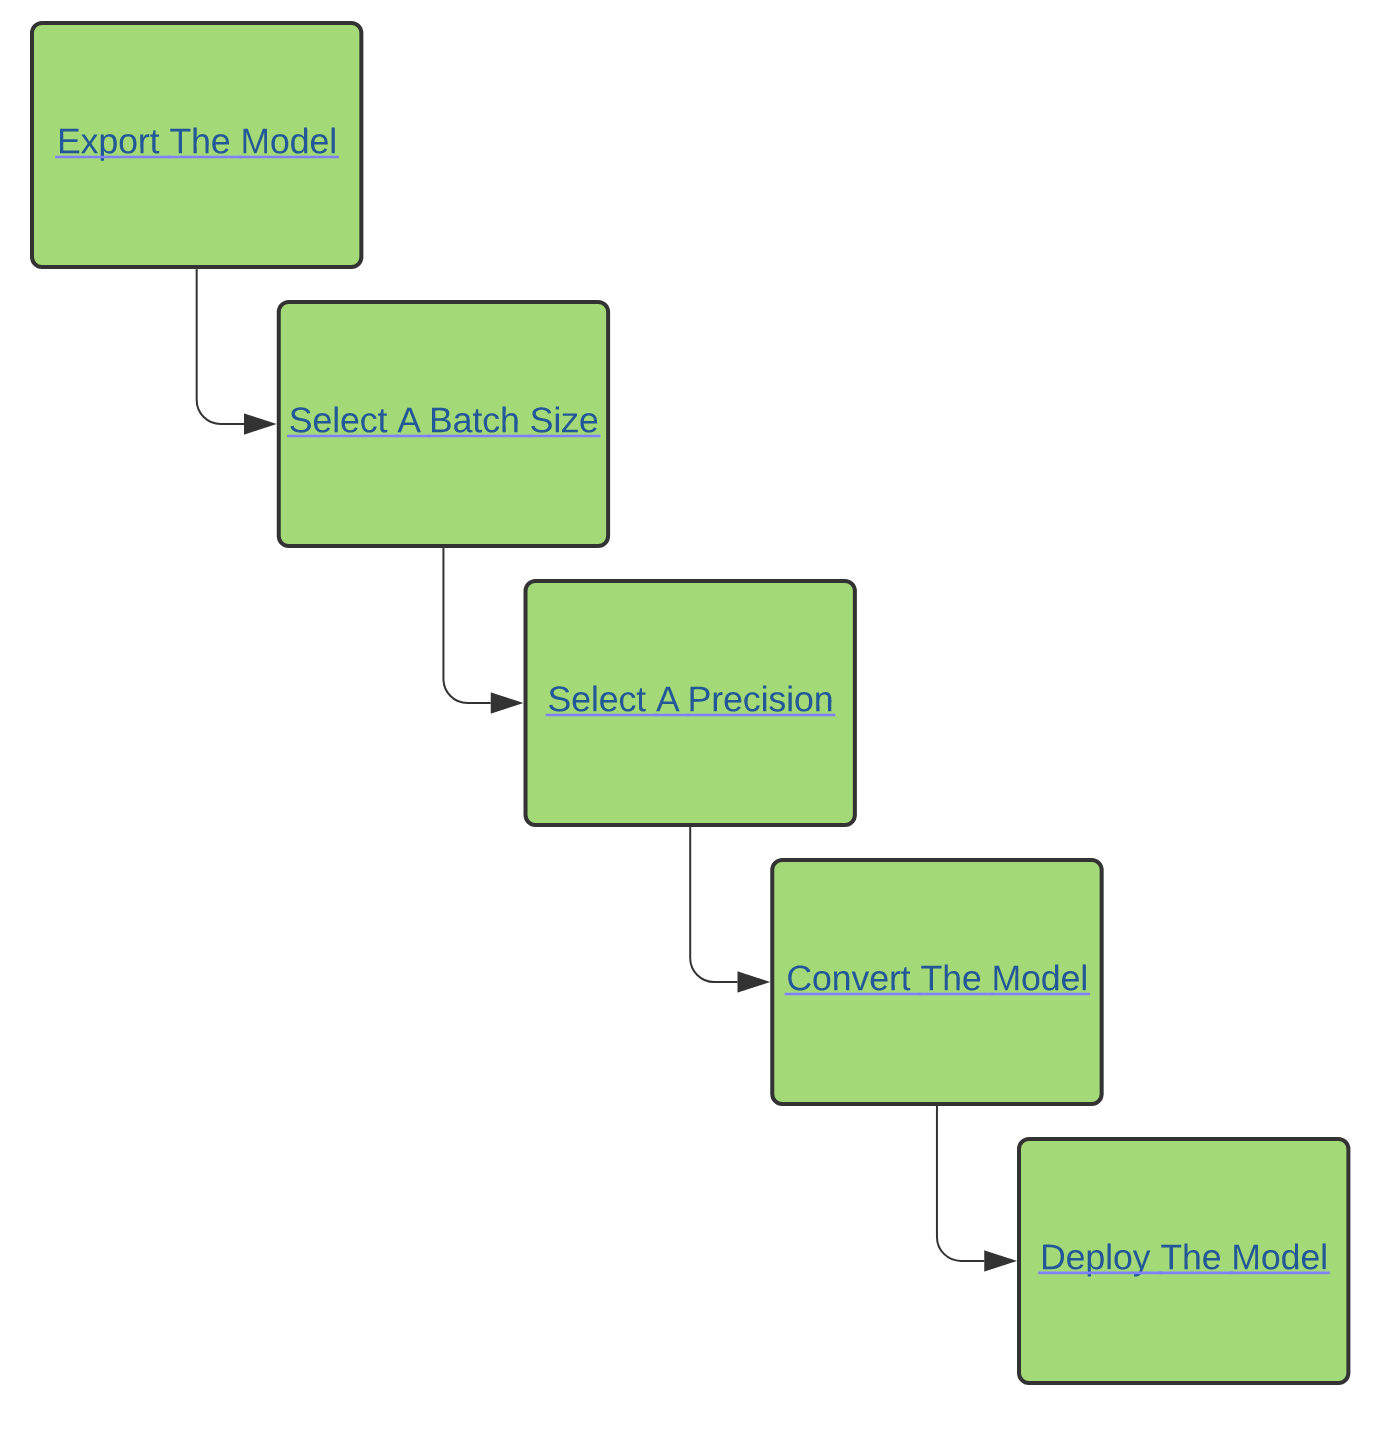 Export The Model
Select A Batch Size
Select A Precision
Convert The Model
Deploy The Model